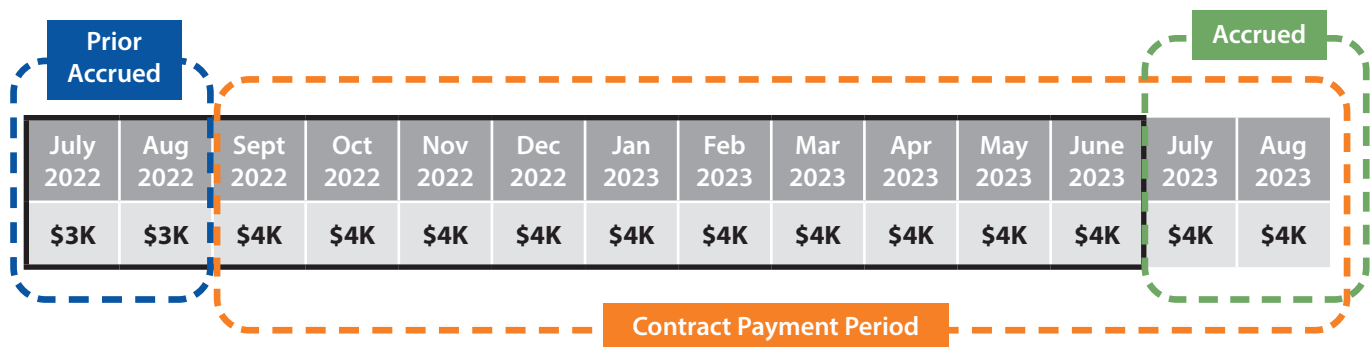 Prior
Accrued
Accrued
July Aug Sept Oct Nov Dec Jan Feb Mar Apr May June July Aug
2022 2022 2022 2022 2022 2022 2023 2023 2023 2023 2023 2023 2023 2023
$3K $3K $4K $4K $4K $4K $4K $4K $4K $4K $4K $4K $4K $4K
Contract Payment Period